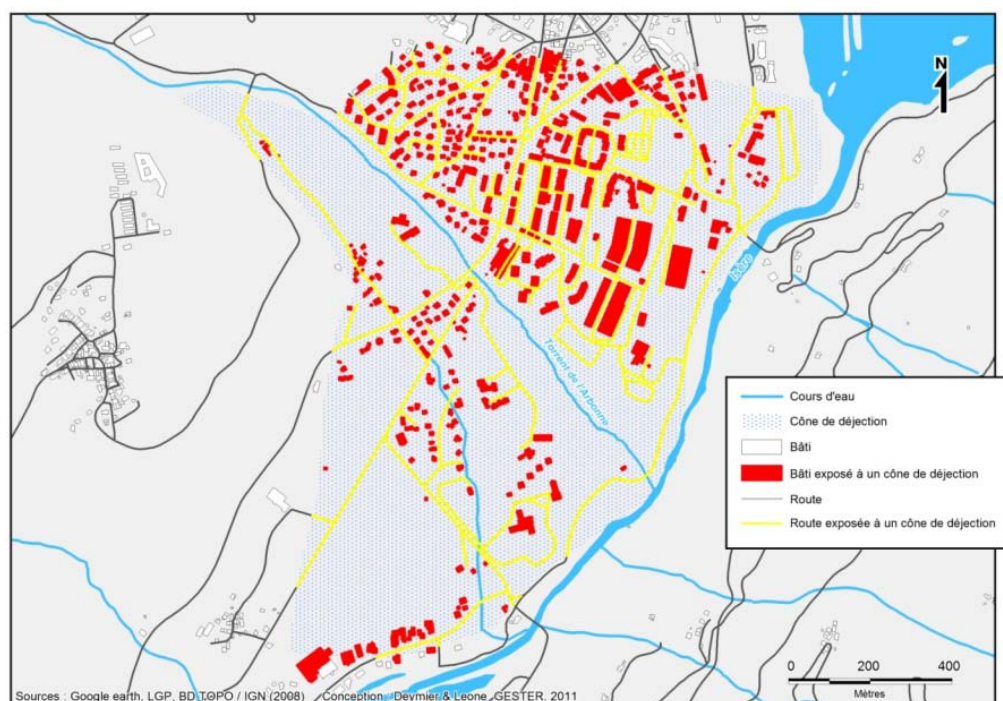 N
Isère
Torrent de l'Arbonne
Cours d'eau
Cône de déjection
Bâti
Bâti exposé à un cône de déjection
Route
Route exposée à un cône de déjection
0 200 400
Mètres
Sources : Google earth, LGP, BD TOPO / IGN (2008) Conception : Deymier & Leone, GESTER, 2011